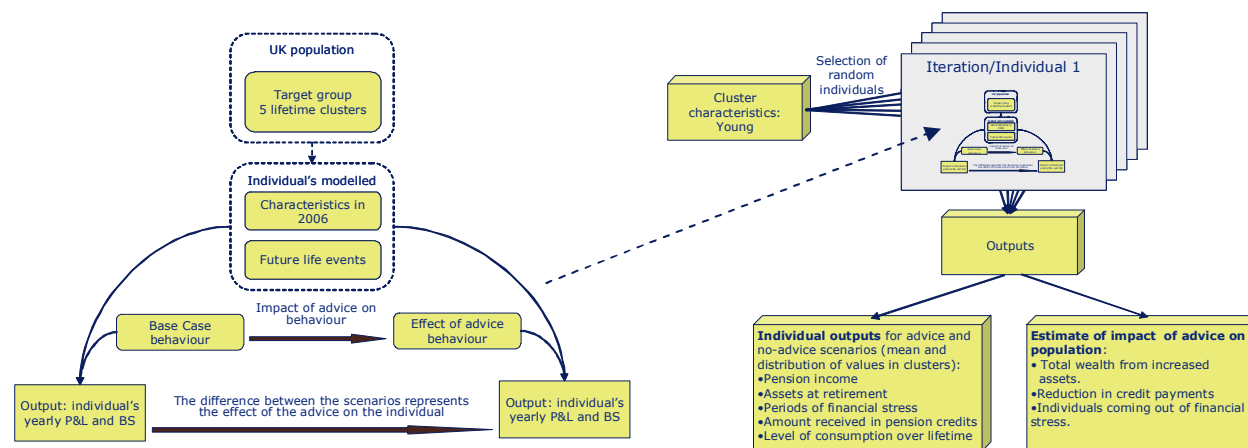 UK population
Target group
5 lifetime clusters
Individual's modelled
Characteristics in
2006
Future life events
Impact of advice on
behaviour
Base Case
behaviour
Effect of advice
behaviour
Output: individual's
yearly P&L and BS
The difference between the scenarios represents
the effect of the advice on the individual
Output: individual's
yearly P&L and BS
Selection of
random
individuals
Cluster
characteristics:
Young
Iteration/Individual 1
Outputs
Individual outputs for advice and
no-advice scenarios (mean and
distribution of values in clusters):
•Pension income
•Assets at retirement
•Periods of financial stress
•Amount received in pension credits
•Level of consumption over lifetime
Estimate of impact of advice on
population:
• Total wealth from increased
assets.
•Reduction in credit payments
•Individuals coming out of financial
stress.